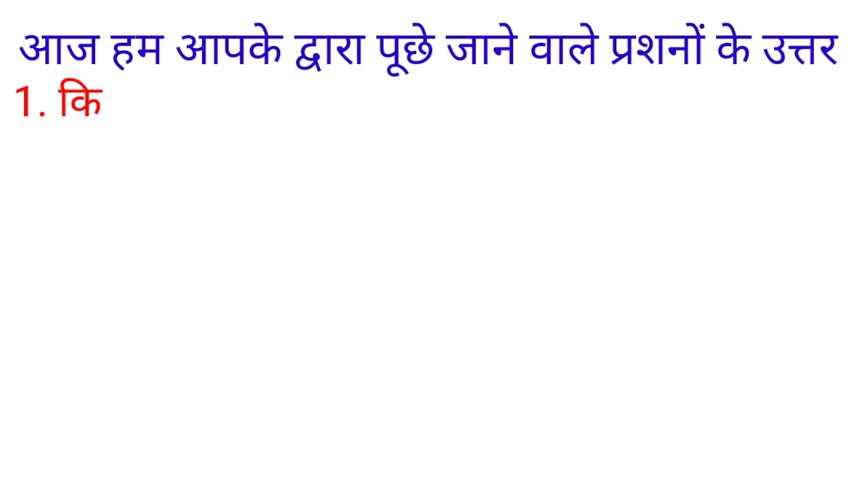 आज हम आपके द्वारा पूछे जाने वाले प्रशनों के उत्तर
1. कि